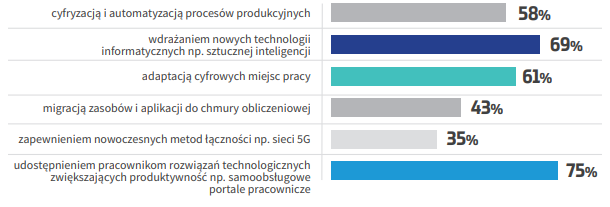 cyfryzacją i automatyzacją procesów produkcyjnych 58%
wdrażaniem nowych technologii
informatycznych np. sztucznej inteligencji 69%
adaptacją cyfrowych miejsc pracy 61%
migracją zasobów i aplikacji do chmury obliczeniowej 43%
zapewnieniem nowoczesnych metod łączności np. sieci 5G 35%
udostępnieniem pracownikom rozwiązań technologicznych
zwiększających produktywność np. samoobsługowe 75%
portale pracownicze